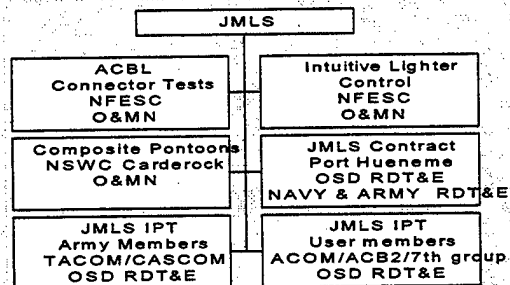 JMLS
ACBL
Connector Tests
NFESC
O&MN
Intuitive Lighter
Control
NFESC
O&MN
Composite Pontoons
NSWC Carderock
O&MN
JMLS Contract
Port Hueneme
OSD RDT&E
NAVY & ARMY RDT&E
JMLS IPT
Army Members
TACOM/CASCOM
OSD RDT&E
JMLS IPT
User members
ACOM/ACB2/7th group
OSD RDT&E